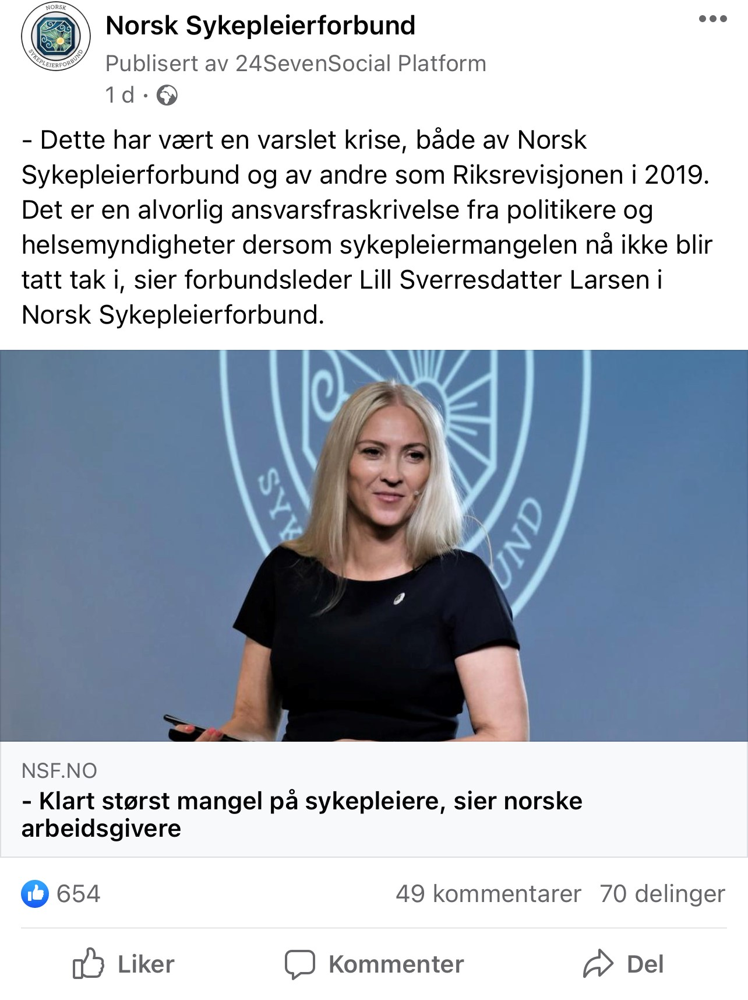 NORSK
SYKEPLEIERFORBUND
Norsk Sykepleierforbund
Publisert av 24SevenSocial Platform
1 d ·
- Dette har vært en varslet krise, både av Norsk
Sykepleierforbund og av andre som Riksrevisjonen i 2019.
Det er en alvorlig ansvarsfraskrivelse fra politikere og
helsemyndigheter dersom sykepleiermangelen nå ikke blir
tatt tak i, sier forbundsleder Lill Sverresdatter Larsen i
Norsk Sykepleierforbund.
SYK
UND
NSF.NO
- Klart størst mangel på sykepleiere, sier norske
arbeidsgivere
654
49 kommentarer 70 delinger
Liker Kommenter Del